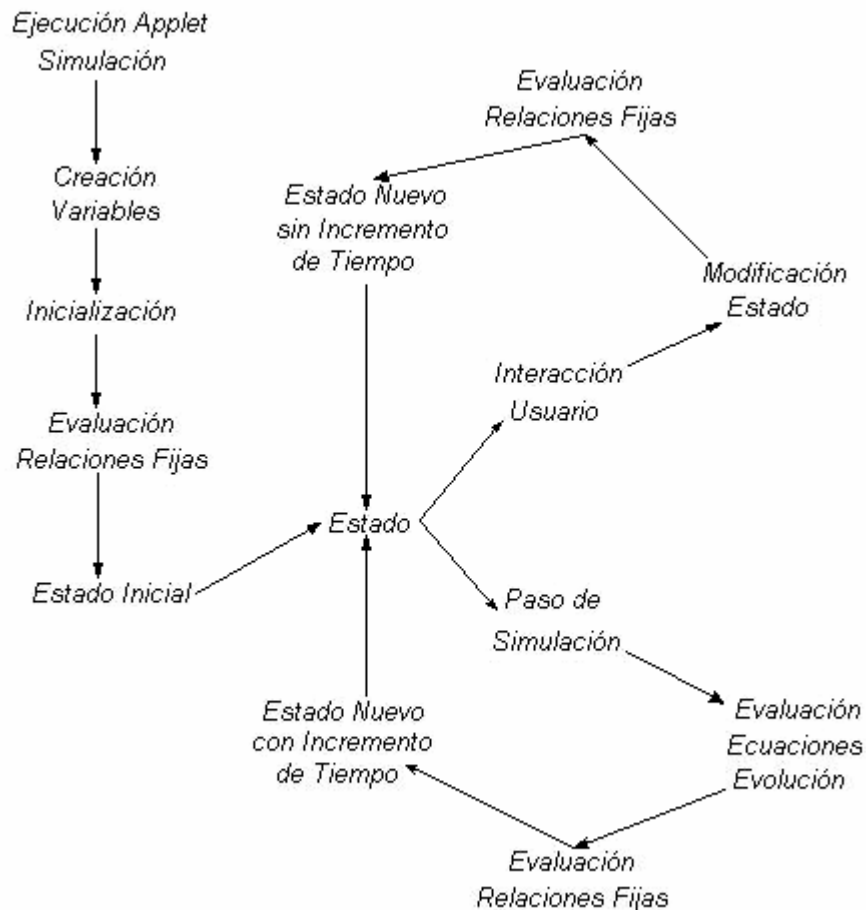 Ejecución Applet
Simulación
Creación
Variables
Inicialización
Evaluación
Relaciones Fijas
Estado Inicial
Estado
Interacción
Usuario
Modificación
Estado
Evaluación
Relaciones Fijas
Estado Nuevo
sin Incremento
de Tiempo
Paso de
Simulación
Evaluación
Ecuaciones
Evolución
Evaluación
Relaciones Fijas
Estado Nuevo
con Incremento
de Tiempo